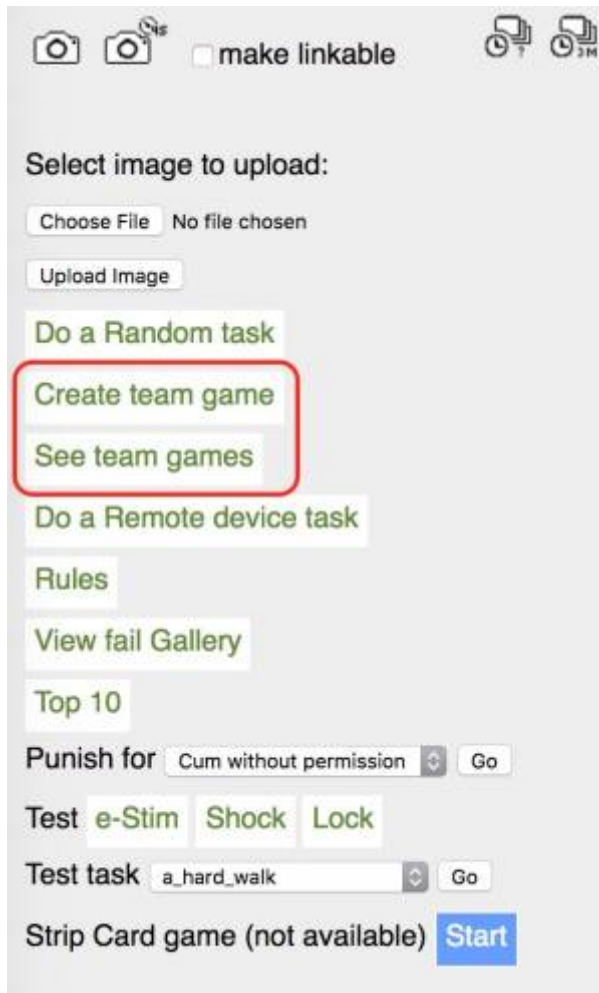 4s
make linkable
?
3M
Select image to upload:
Choose File No file chosen
Upload Image
Do a Random task
Create team game
See team games
Do a Remote device task
Rules
View fail Gallery
Top 10
Punish for Cum without permission Go
Test e-Stim Shock Lock
Test task a_hard_walk Go
Strip Card game (not available) Start